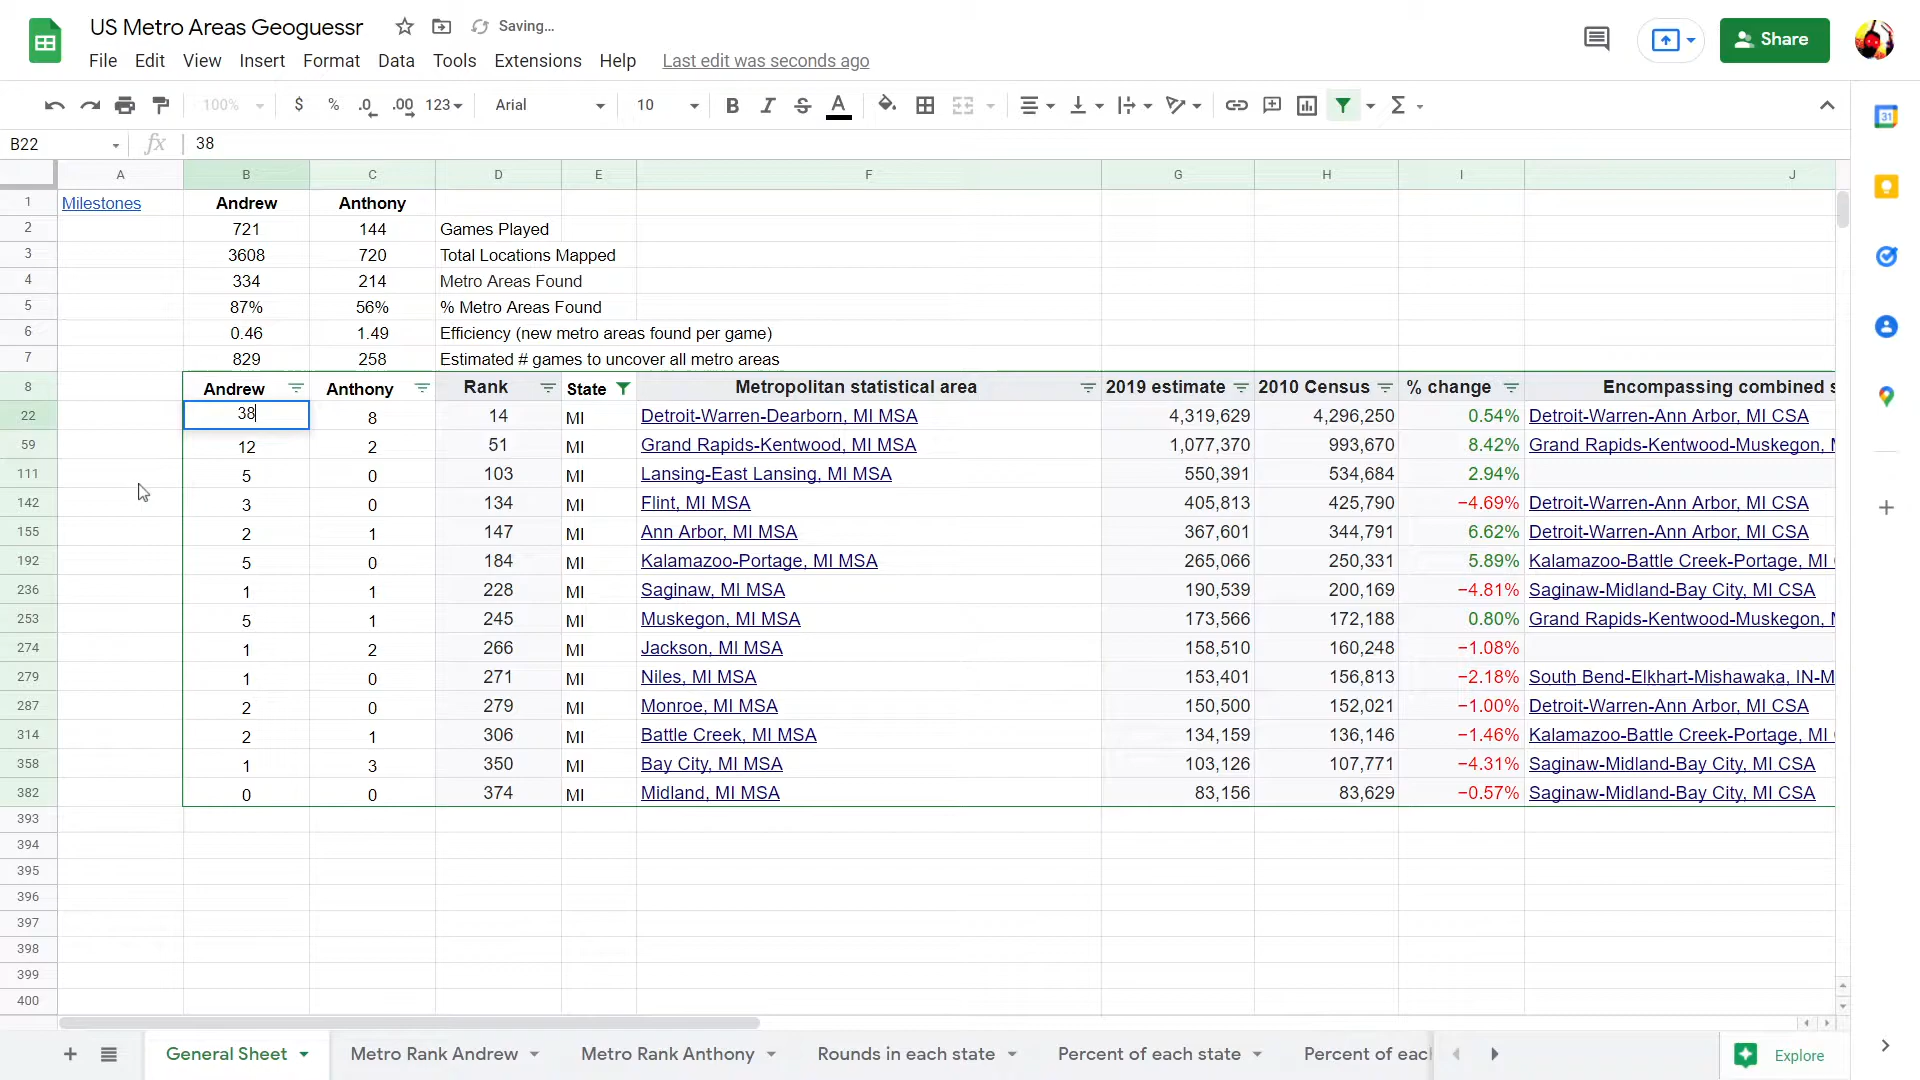 US Metro Areas Geoguessr Saving...
File Edit View Insert Format Data Tools Extensions Help Last edit was seconds ago
Share
100% $ % .0 .00 123 Arial 10 B I S A Σ
B22 fx 38
A B C D E F G H I J
1 Milestones Andrew Anthony
2 721 144 Games Played
3 3608 720 Total Locations Mapped
4 334 214 Metro Areas Found
5 87% 56% % Metro Areas Found
6 0.46 1.49 Efficiency (new metro areas found per game)
7 829 258 Estimated # games to uncover all metro areas
8 Andrew Anthony Rank State Metropolitan statistical area 2019 estimate 2010 Census % change Encompassing combined s
22 38 8 14 MI Detroit-Warren-Dearborn, MI MSA 4,319,629 4,296,250 0.54% Detroit-Warren-Ann Arbor, MI CSA
59 12 2 51 MI Grand Rapids-Kentwood, MI MSA 1,077,370 993,670 8.42% Grand Rapids-Kentwood-Muskegon, M
111 5 0 103 MI Lansing-East Lansing, MI MSA 550,391 534,684 2.94%
142 3 0 134 MI Flint, MI MSA 405,813 425,790 −4.69% Detroit-Warren-Ann Arbor, MI CSA
155 2 1 147 MI Ann Arbor, MI MSA 367,601 344,791 6.62% Detroit-Warren-Ann Arbor, MI CSA
192 5 0 184 MI Kalamazoo-Portage, MI MSA 265,066 250,331 5.89% Kalamazoo-Battle Creek-Portage, MI
236 1 1 228 MI Saginaw, MI MSA 190,539 200,169 −4.81% Saginaw-Midland-Bay City, MI CSA
253 5 1 245 MI Muskegon, MI MSA 173,566 172,188 0.80% Grand Rapids-Kentwood-Muskegon, M
274 1 2 266 MI Jackson, MI MSA 158,510 160,248 −1.08%
279 1 0 271 MI Niles, MI MSA 153,401 156,813 −2.18% South Bend-Elkhart-Mishawaka, IN-M
287 2 0 279 MI Monroe, MI MSA 150,500 152,021 −1.00% Detroit-Warren-Ann Arbor, MI CSA
314 2 1 306 MI Battle Creek, MI MSA 134,159 136,146 −1.46% Kalamazoo-Battle Creek-Portage, MI
358 1 3 350 MI Bay City, MI MSA 103,126 107,771 −4.31% Saginaw-Midland-Bay City, MI CSA
382 0 0 374 MI Midland, MI MSA 83,156 83,629 −0.57% Saginaw-Midland-Bay City, MI CSA
393
394
395
396
397
398
399
400
General Sheet Metro Rank Andrew Metro Rank Anthony Rounds in each state Percent of each state Percent of eac Explore
31